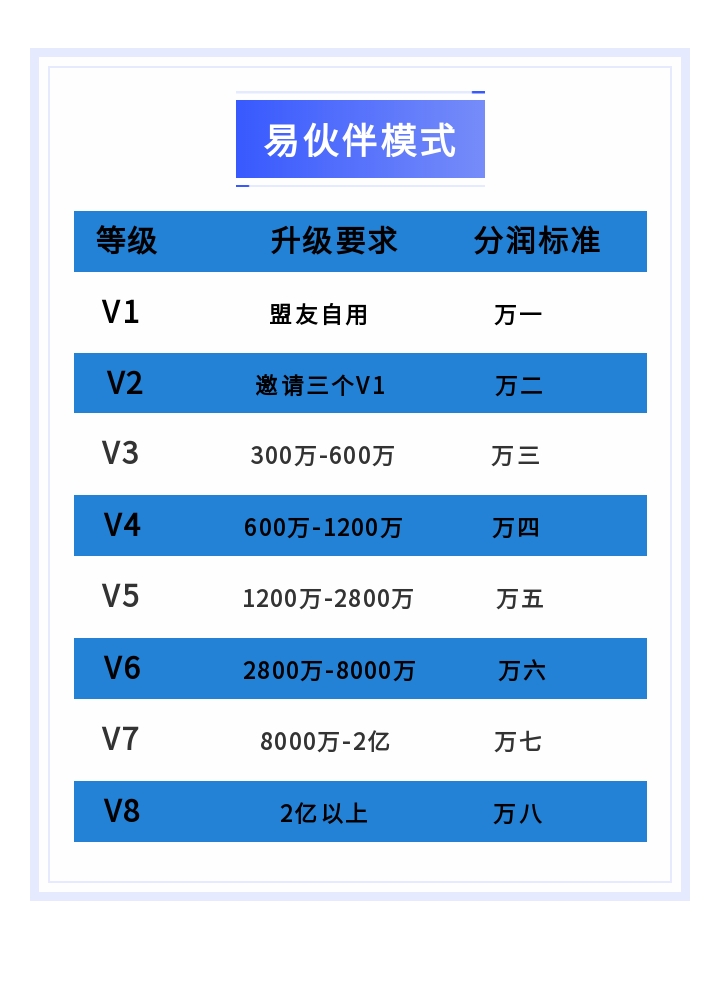 易伙伴模式
等级 升级要求 分润标准
V1 盟友自用 万一
V2 邀请三个V1 万二
V3 300万-600万 万三
V4 600万-1200万 万四
V5 1200万-2800万 万五
V6 2800万-8000万 万六
V7 8000万-2亿 万七
V8 2亿以上 万八